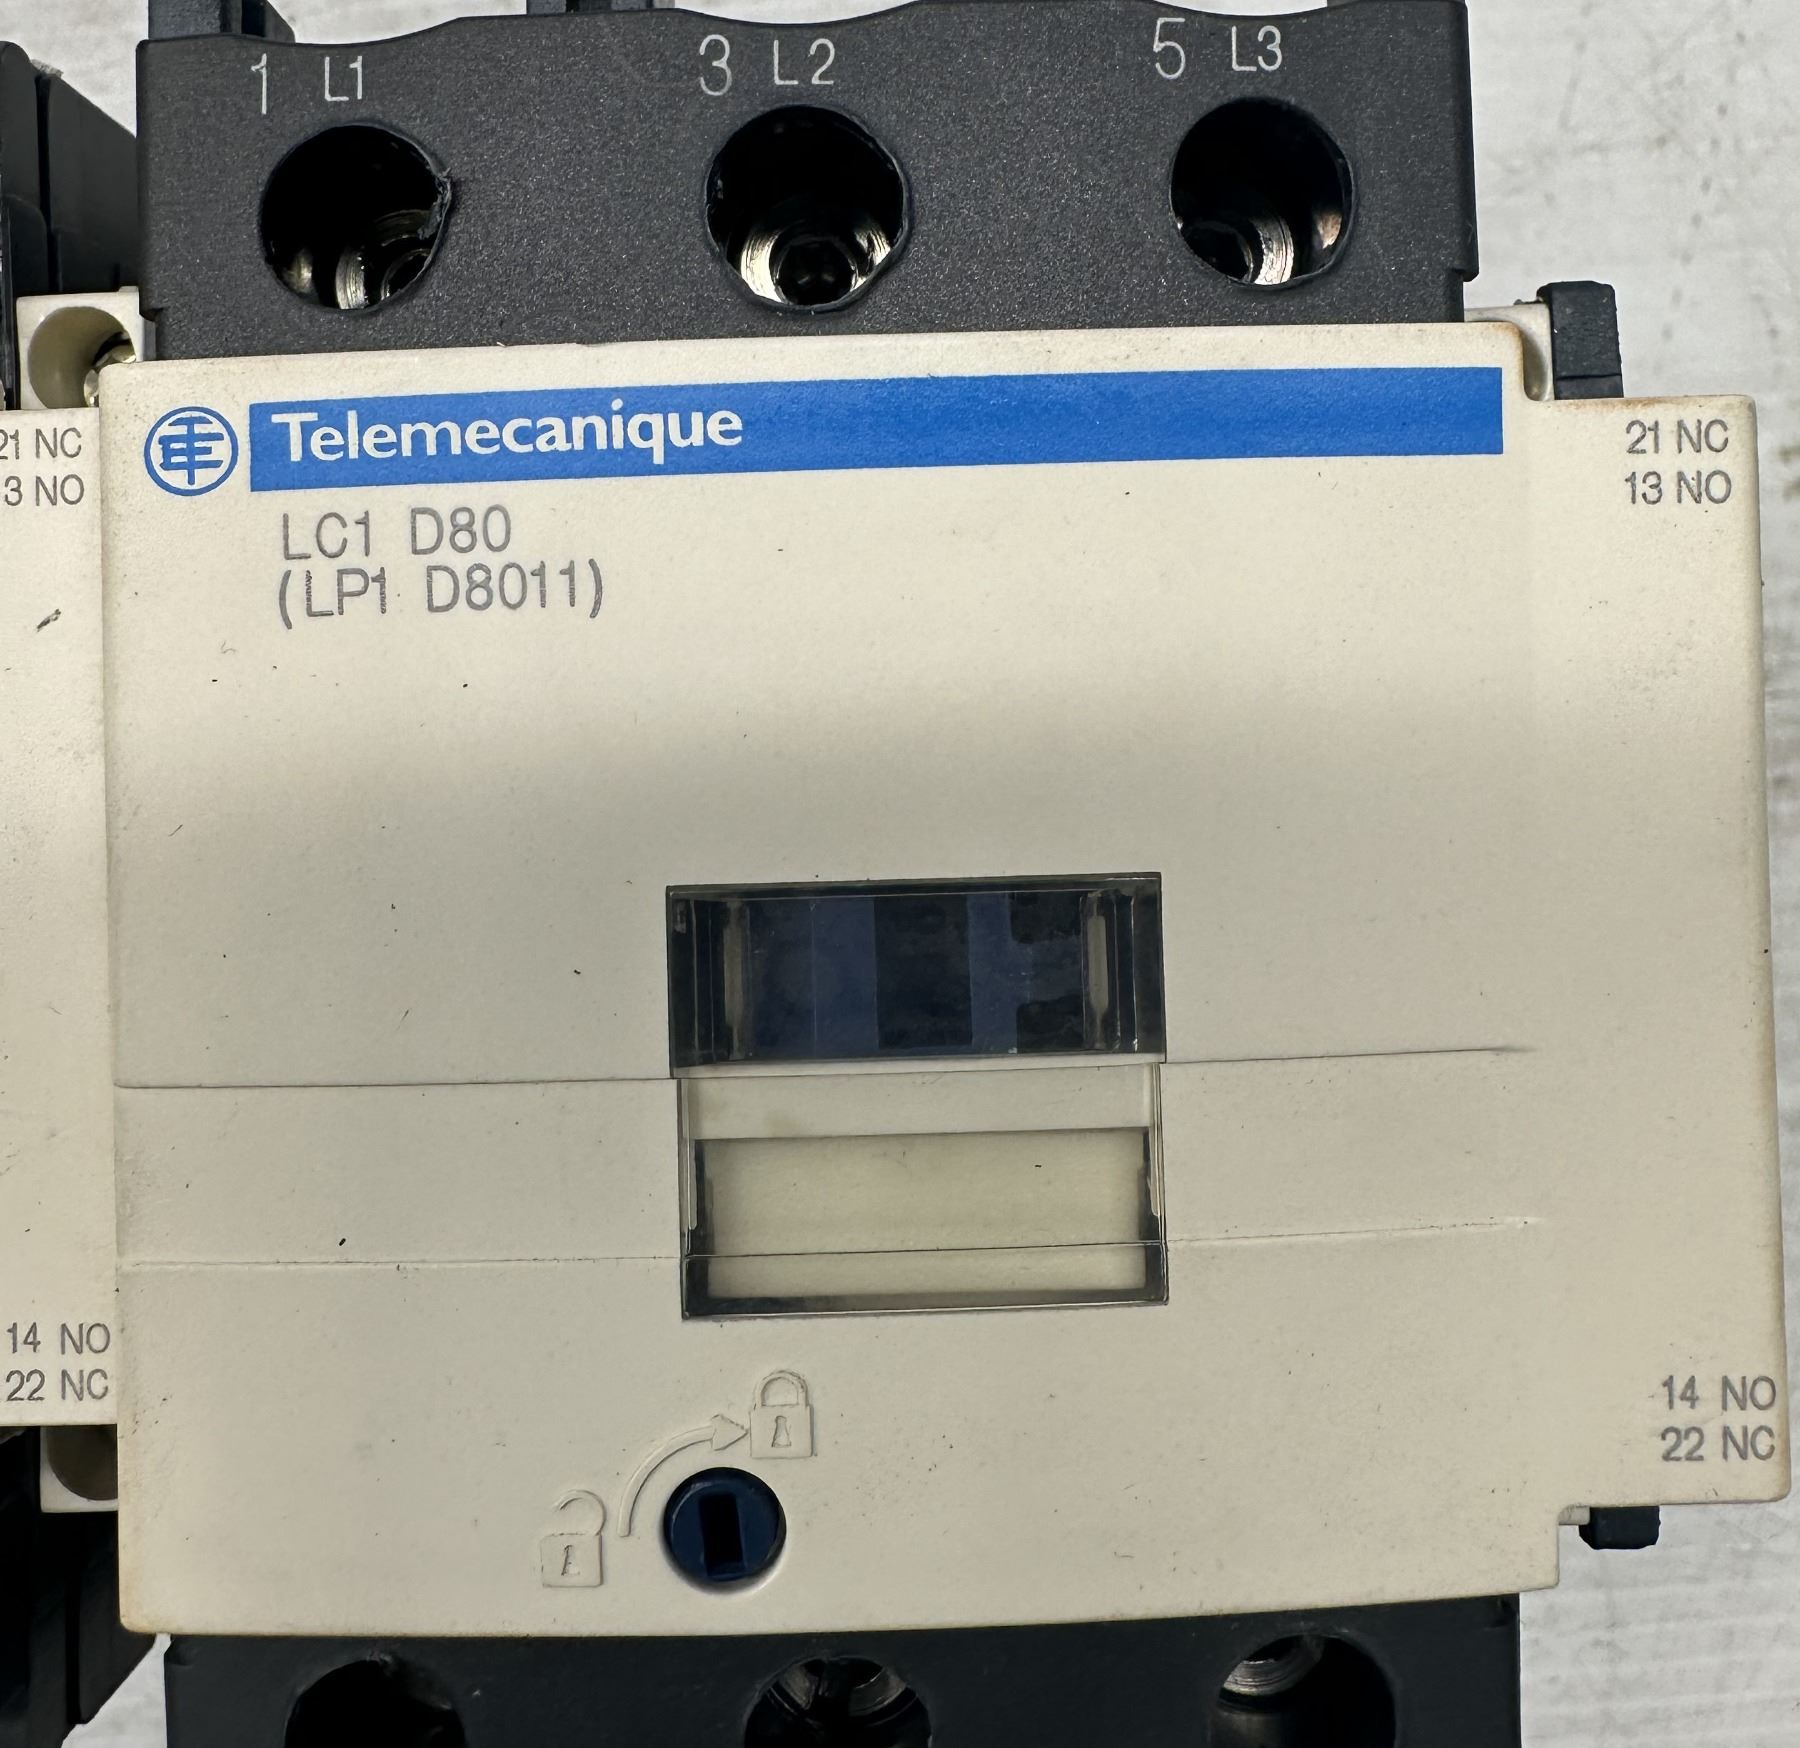 1 L1 3 L2 5 L3
Telemecanique
LC1 D80
(LP1 D8011)
21 NC
3 NO
21 NC
13 NO
14 NO
22 NC
14 NO
22 NC